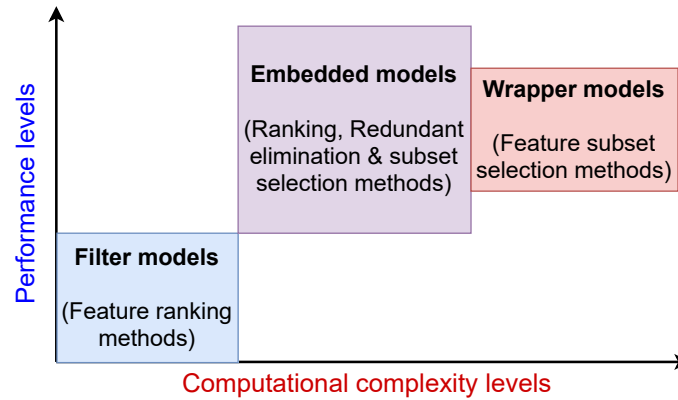 Performance levels
Embedded models
(Ranking, Redundant
elimination & subset
selection methods)
Wrapper models
(Feature subset
selection methods)
Filter models
(Feature ranking
methods)
Computational complexity levels